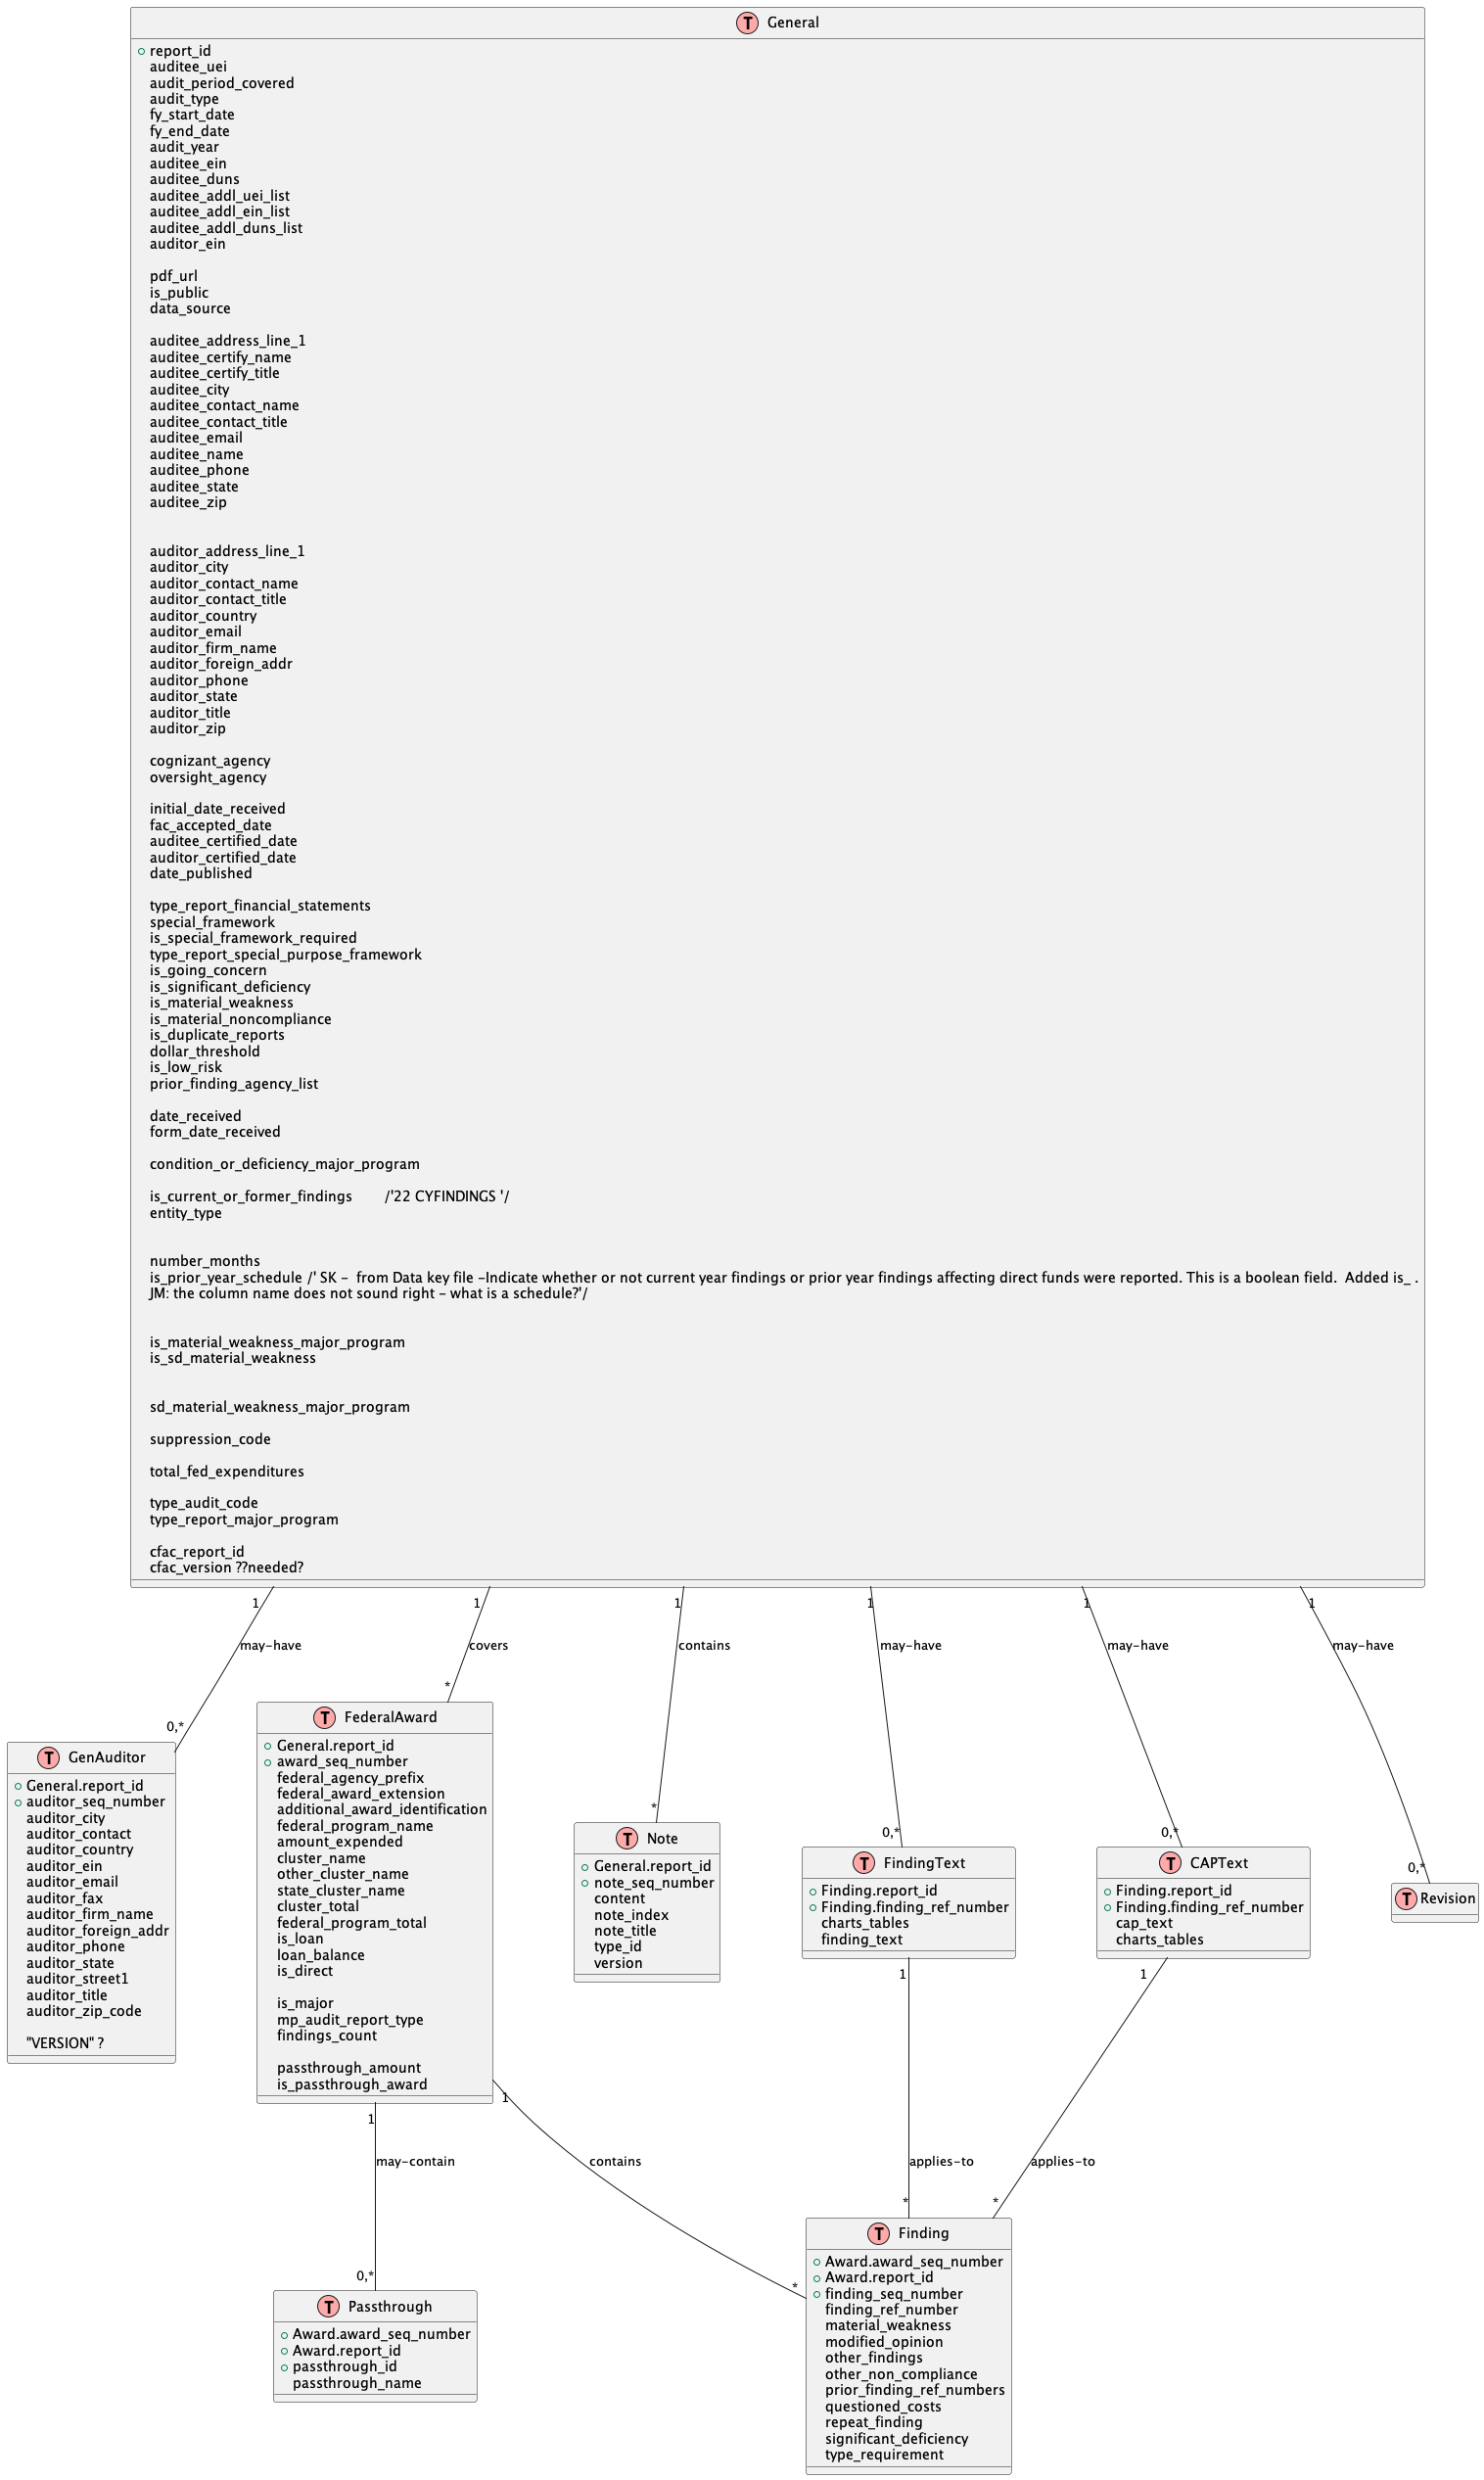 T General
report_id
auditee_uei
audit_period_covered
audit_type
fy_start_date
fy_end_date
audit_year
auditee_ein
auditee_duns
auditee_addl_uei_list
auditee_addl_ein_list
auditee_addl_duns_list
auditor_ein
pdf_url
is_public
data_source
auditee_address_line_1
auditee_certify_name
auditee_certify_title
auditee_city
auditee_contact_name
auditee_contact_title
auditee_email
auditee_name
auditee_phone
auditee_state
auditee_zip
auditor_address_line_1
auditor_city
auditor_contact_name
auditor_contact_title
auditor_country
auditor_email
auditor_firm_name
auditor_foreign_addr
auditor_phone
auditor_state
auditor_title
auditor_zip
cognizant_agency
oversight_agency
initial_date_received
fac_accepted_date
auditee_certified_date
auditor_certified_date
date_published
type_report_financial_statements
special_framework
is_special_framework_required
type_report_special_purpose_framework
is_going_concern
is_significant_deficiency
is_material_weakness
is_material_noncompliance
is_duplicate_reports
dollar_threshold
is_low_risk
prior_finding_agency_list
date_received
form_date_received
condition_or_deficiency_major_program
is_current_or_former_findings /'22 CYFINDINGS '/
entity_type
number_months
is_prior_year_schedule /' SK - from Data key file -Indicate whether or not current year findings or prior year findings affecting direct funds were reported. This is a boolean field. Added is_ .
JM: the column name does not sound right - what is a schedule?'/
is_material_weakness_major_program
is_sd_material_weakness
sd_material_weakness_major_program
suppression_code
total_fed_expenditures
type_audit_code
type_report_major_program
cfac_report_id
cfac_version ??needed?
1 1 1 1 1 1
may-have covers contains may-have may-have may-have
0,* * * 0,* 0,* 0,*
T GenAuditor
General.report_id
auditor_seq_number
auditor_city
auditor_contact
auditor_country
auditor_ein
auditor_email
auditor_fax
auditor_firm_name
auditor_foreign_addr
auditor_phone
auditor_state
auditor_street1
auditor_title
auditor_zip_code
"VERSION" ?
T FederalAward
General.report_id
award_seq_number
federal_agency_prefix
federal_award_extension
additional_award_identification
federal_program_name
amount_expended
cluster_name
other_cluster_name
state_cluster_name
cluster_total
federal_program_total
is_loan
loan_balance
is_direct
is_major
mp_audit_report_type
findings_count
passthrough_amount
is_passthrough_award
T Note
General.report_id
note_seq_number
content
note_index
note_title
type_id
version
T FindingText
Finding.report_id
Finding.finding_ref_number
charts_tables
finding_text
T CAPText
Finding.report_id
Finding.finding_ref_number
cap_text
charts_tables
T Revision
1 1 1 1
may-contain contains applies-to applies-to
0,* * * *
T Passthrough
Award.award_seq_number
Award.report_id
passthrough_id
passthrough_name
T Finding
Award.award_seq_number
Award.report_id
finding_seq_number
finding_ref_number
material_weakness
modified_opinion
other_findings
other_non_compliance
prior_finding_ref_numbers
questioned_costs
repeat_finding
significant_deficiency
type_requirement